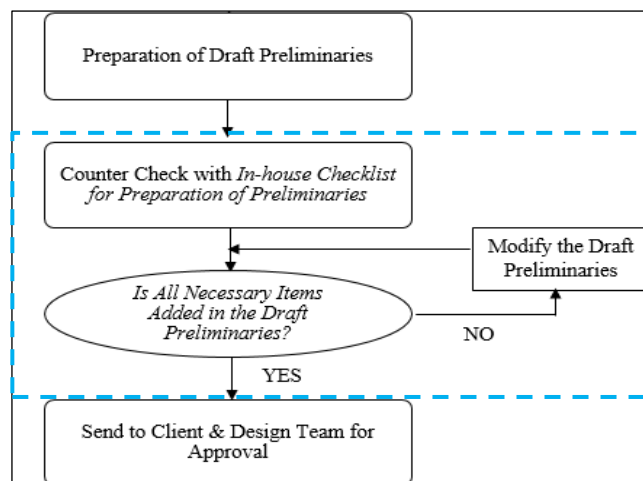 Preparation of Draft Preliminaries
Counter Check with In-house Checklist
for Preparation of Preliminaries
Modify the Draft
Preliminaries
Is All Necessary Items
Added in the Draft
Preliminaries?
NO
YES
Send to Client & Design Team for
Approval